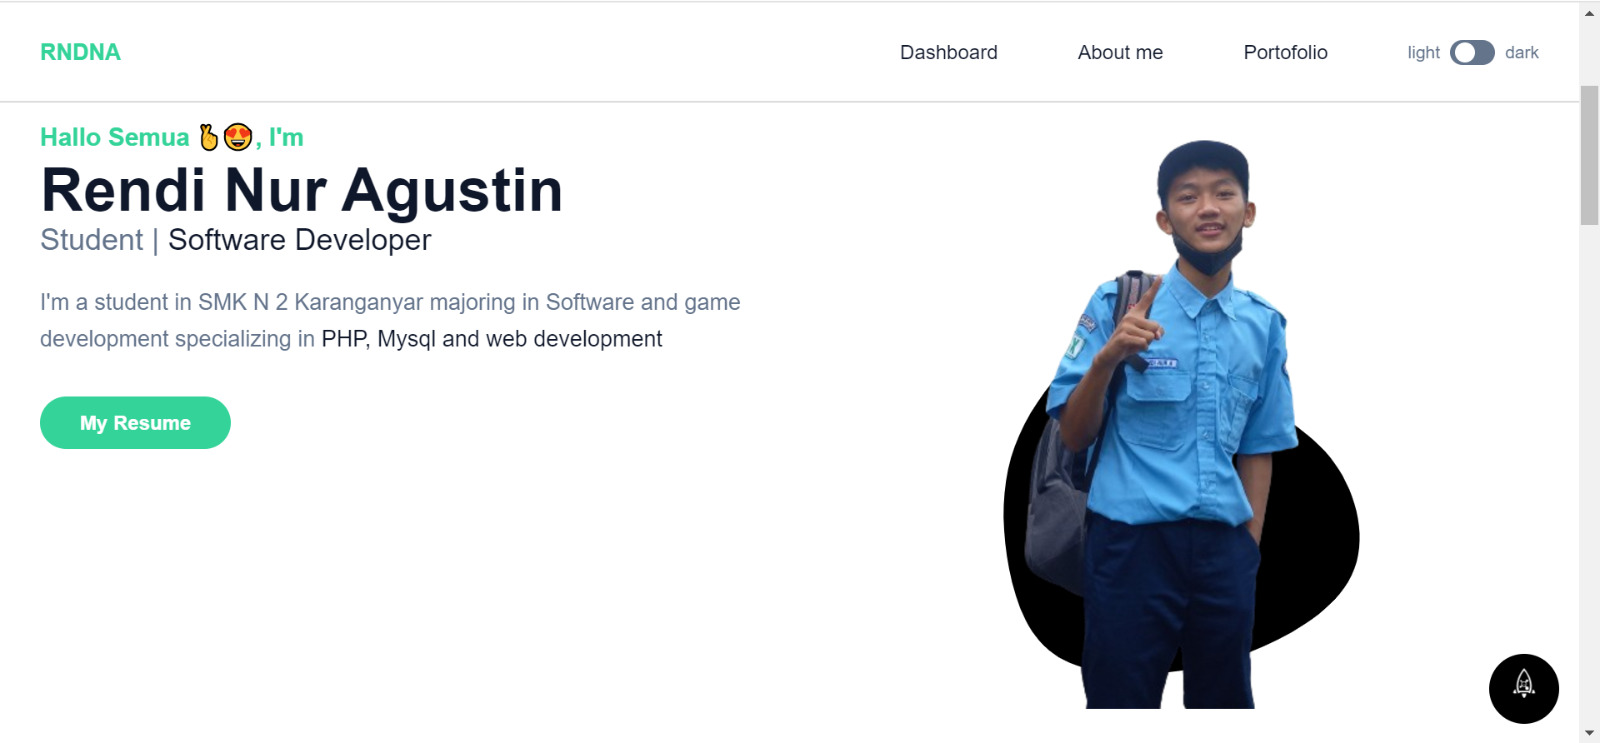 RNDNA
Dashboard
About me
Portofolio
light
dark
Hallo Semua 🫰😍, I'm
Rendi Nur Agustin
Student | Software Developer
I'm a student in SMK N 2 Karanganyar majoring in Software and game
development specializing in PHP, Mysql and web development
My Resume